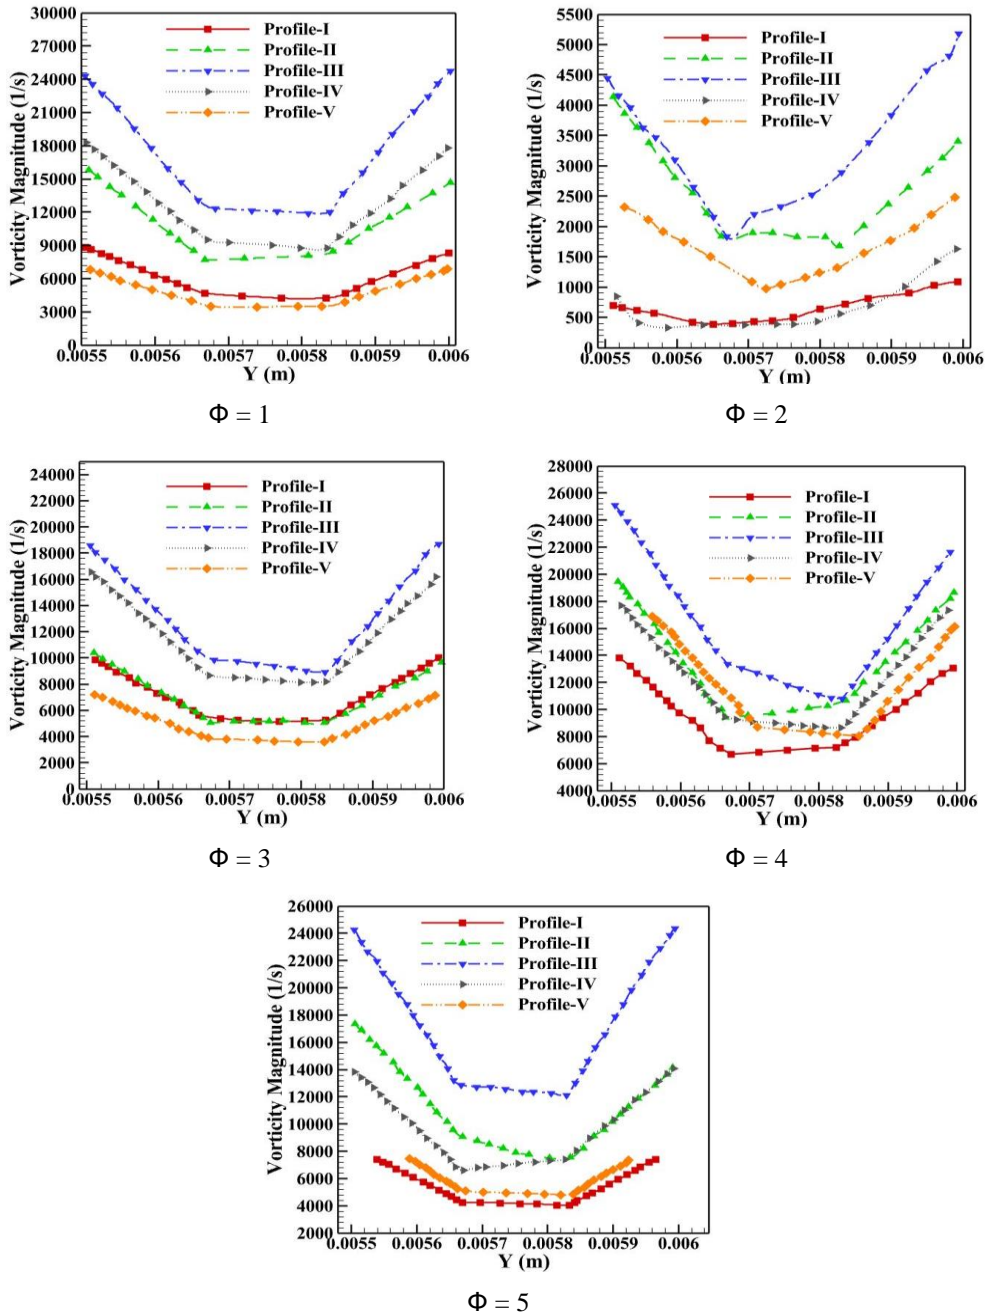 30000
27000
24000
21000
18000
15000
12000
9000
6000
3000
0
Vorticity Magnitude (1/s)
Profile-I
Profile-II
Profile-III
Profile-IV
Profile-V
0.0055 0.0056 0.0057 0.0058 0.0059 0.006
Y (m)
Φ = 1
5500
5000
4500
4000
3500
3000
2500
2000
1500
1000
500
0
Vorticity Magnitude (1/s)
Profile-I
Profile-II
Profile-III
Profile-IV
Profile-V
0.0055 0.0056 0.0057 0.0058 0.0059 0.006
Y (m)
Φ = 2
24000
22000
20000
18000
16000
14000
12000
10000
8000
6000
4000
2000
0
Vorticity Magnitude (1/s)
Profile-I
Profile-II
Profile-III
Profile-IV
Profile-V
0.0055 0.0056 0.0057 0.0058 0.0059 0.006
Y (m)
Φ = 3
28000
26000
24000
22000
20000
18000
16000
14000
12000
10000
8000
6000
4000
Vorticity Magnitude (1/s)
Profile-I
Profile-II
Profile-III
Profile-IV
Profile-V
0.0055 0.0056 0.0057 0.0058 0.0059 0.006
Y (m)
Φ = 4
26000
24000
22000
20000
18000
16000
14000
12000
10000
8000
6000
4000
2000
Vorticity Magnitude (1/s)
Profile-I
Profile-II
Profile-III
Profile-IV
Profile-V
0.0055 0.0056 0.0057 0.0058 0.0059 0.006
Y (m)
Φ = 5